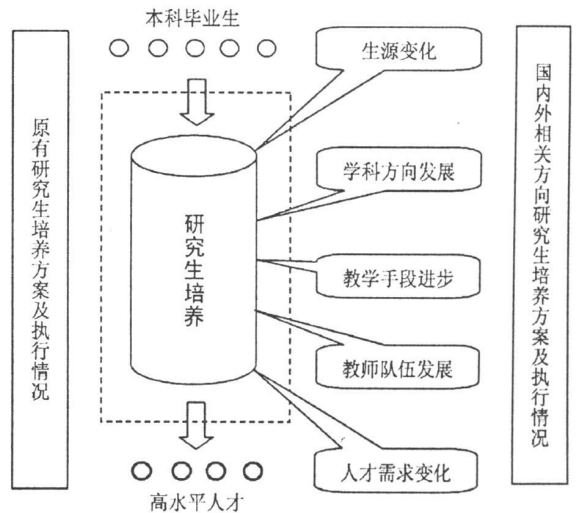 本科毕业生
生源变化
学科方向发展
研究生培养
教学手段进步
教师队伍发展
人才需求变化
高水平人才
原有研究生培养方案及执行情况
国内外相关方向研究生培养方案及执行情况